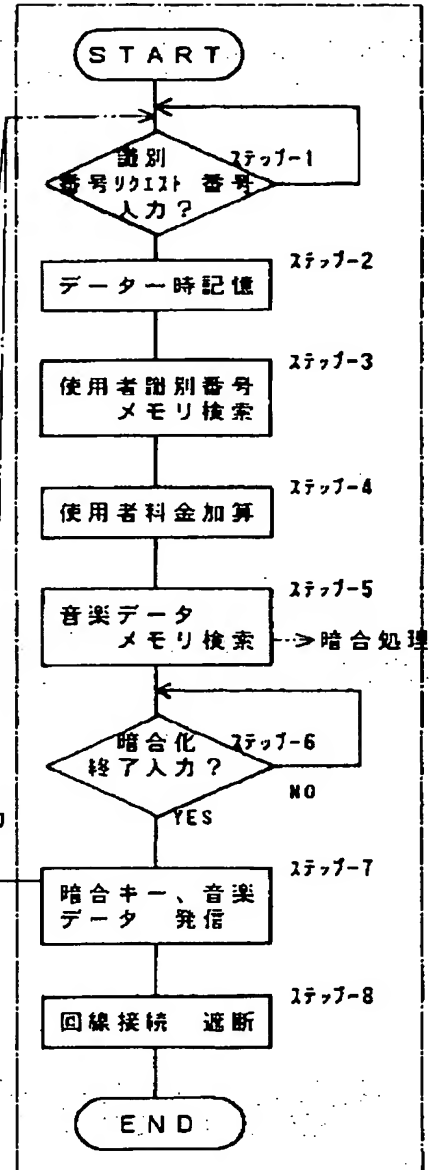 START
識別 ステップ-1
番号リクエスト 番号
入力?
ステップ-2
データ一時記憶
ステップ-3
使用者識別番号
メモリ検索
ステップ-4
使用者料金加算
ステップ-5
音楽データ
メモリ検索
暗合処理
暗合化 ステップ-6
終了入力?
NO
YES
ステップ-7
暗合キー、音楽
データ 発信
ステップ-8
回線接続 遮断
END